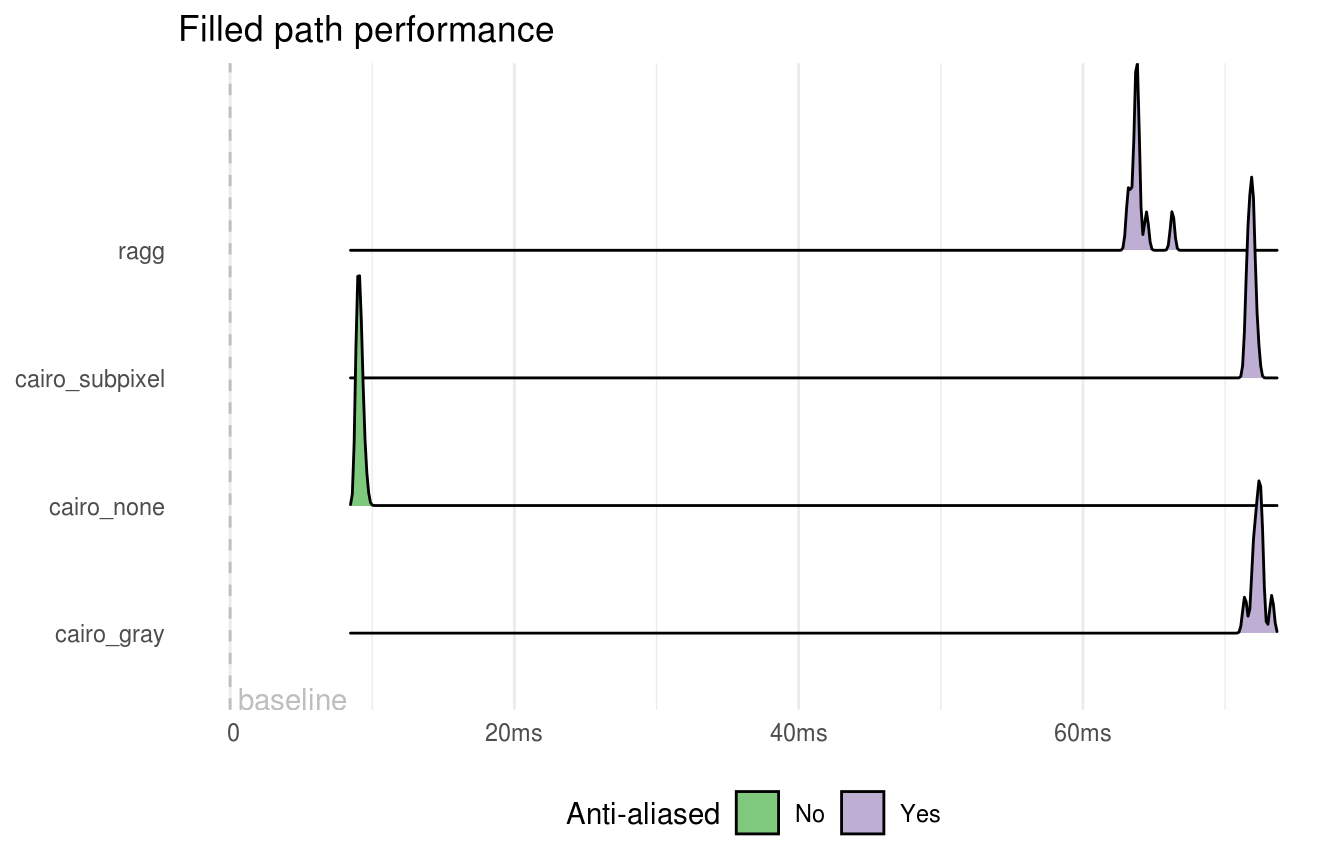 Filled path performance
ragg
cairo_subpixel
cairo_none
cairo_gray
baseline
0 20ms 40ms 60ms
Anti-aliased No Yes